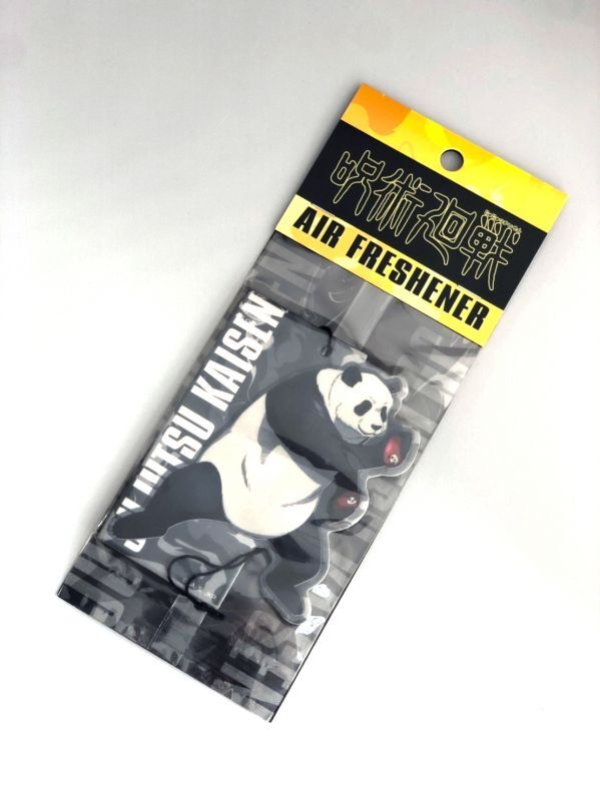 呪術廻戦
AIR FRESHENER
JUJUTSU KAISEN